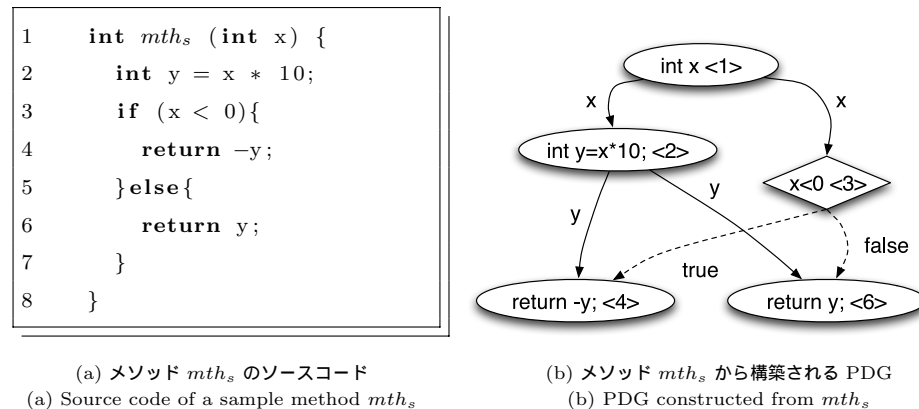 1 int mth_s (int x) {
2 int y = x * 10;
3 if (x < 0){
4 return −y;
5 }else{
6 return y;
7 }
8 }
(a) メソッド mth_s のソースコード
(a) Source code of a sample method mth_s
int x <1>
x
x
int y=x*10; <2>
x<0 <3>
y
y
false
true
return -y; <4>
return y; <6>
(b) メソッド mth_s から構築される PDG
(b) PDG constructed from mth_s